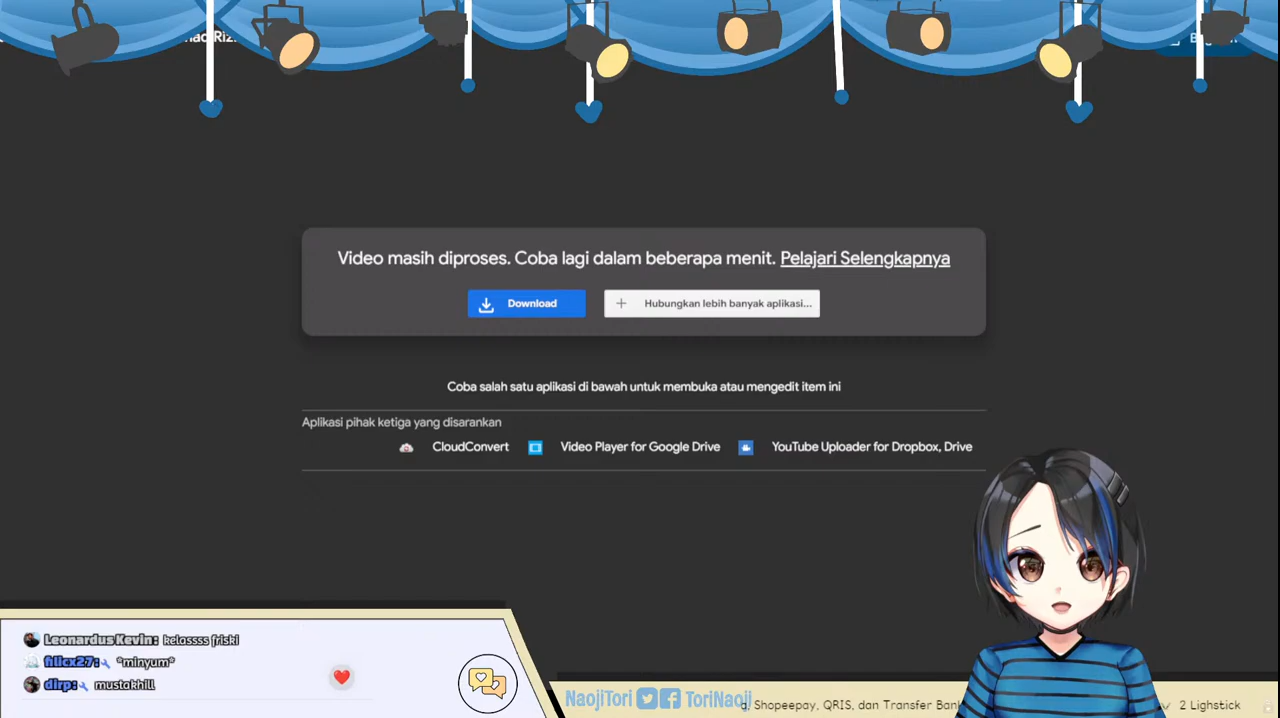 Video masih diproses. Coba lagi dalam beberapa menit. Pelajari Selengkapnya
Download
Hubungkan lebih banyak aplikasi...
Coba salah satu aplikasi di bawah untuk membuka atau mengedit item ini
Aplikasi pihak ketiga yang disarankan
CloudConvert
Video Player for Google Drive
YouTube Uploader for Dropbox, Drive
Leonardus Kevin: kelassss friski
filicx27: *minyum*
dirp: mustakhill
NaojiTori
ToriNaoji
Shopeepay, QRIS, dan Transfer Bank
2 Lighstick